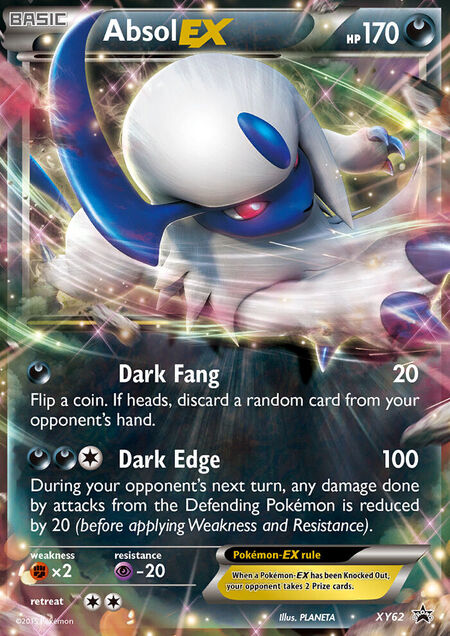 BASIC
Absol EX HP 170
Dark Fang 20
Flip a coin. If heads, discard a random card from your
opponent's hand.
Dark Edge 100
During your opponent's next turn, any damage done
by attacks from the Defending Pokémon is reduced
by 20 (before applying Weakness and Resistance).
weakness resistance
×2 -20
retreat
Pokémon-EX rule
When a Pokémon-EX has been Knocked Out,
your opponent takes 2 Prize cards.
©2015 Pokémon
Illus. PLANETA XY62